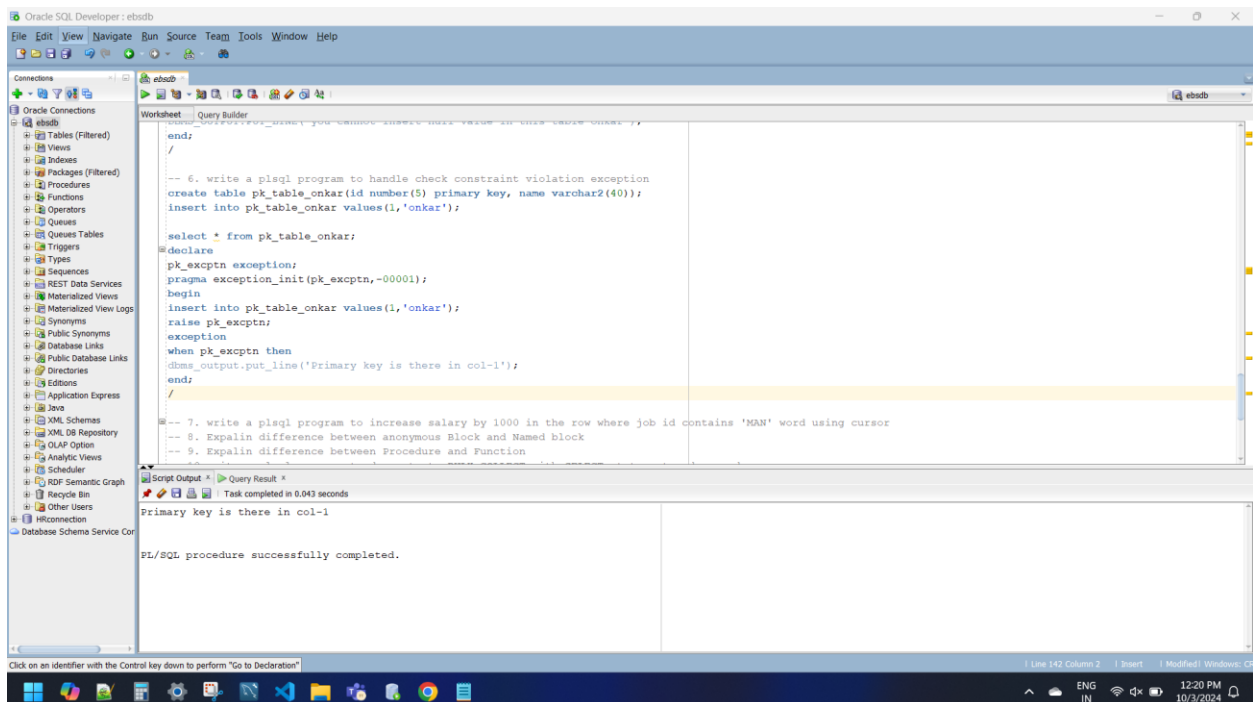 Oracle SQL Developer : ebsdb
File Edit View Navigate Run Source Team Tools Window Help
Connections
ebsdb
ebsdb
Oracle Connections
ebsdb
Tables (Filtered)
Views
Indexes
Packages (Filtered)
Procedures
Functions
Operators
Queues
Queues Tables
Triggers
Types
Sequences
REST Data Services
Materialized Views
Materialized View Logs
Synonyms
Public Synonyms
Database Links
Public Database Links
Directories
Editions
Application Express
Java
XML Schemas
XML DB Repository
OLAP Option
Analytic Views
Scheduler
RDF Semantic Graph
Recycle Bin
Other Users
HRconnection
Database Schema Service Cor
Worksheet Query Builder
end;
/
-- 6. write a plsql program to handle check constraint violation exception
create table pk_table_onkar(id number(5) primary key, name varchar2(40));
insert into pk_table_onkar values(1,'onkar');
select * from pk_table_onkar;
declare
pk_excptn exception;
pragma exception_init(pk_excptn,-00001);
begin
insert into pk_table_onkar values(1,'onkar');
raise pk_excptn;
exception
when pk_excptn then
dbms_output.put_line('Primary key is there in col-1');
end;
/
-- 7. write a plsql program to increase salary by 1000 in the row where job id contains 'MAN' word using cursor
-- 8. Expalin difference between anonymous Block and Named block
-- 9. Expalin difference between Procedure and Function
Script Output Query Result
Task completed in 0.043 seconds
Primary key is there in col-1
PL/SQL procedure successfully completed.
Click on an identifier with the Control key down to perform "Go to Declaration"
Line 142 Column 2 Insert Modified Windows: CR
ENG
IN
12:20 PM
10/3/2024